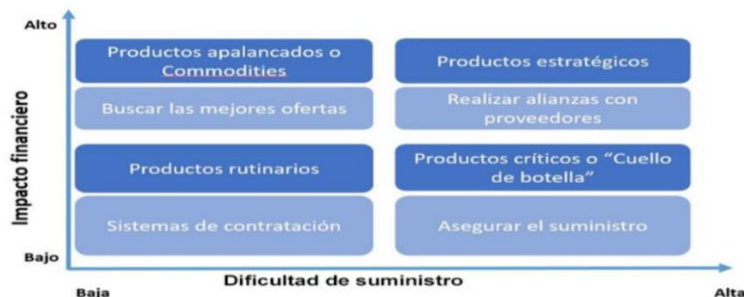 Alto
Productos apalancados o
Commodities
Productos estratégicos
Buscar las mejores ofertas
Realizar alianzas con
proveedores
Impacto financiero
Productos rutinarios
Productos críticos o “Cuello
de botella”
Sistemas de contratación
Asegurar el suministro
Bajo
Dificultad de suministro
Baja
Alta